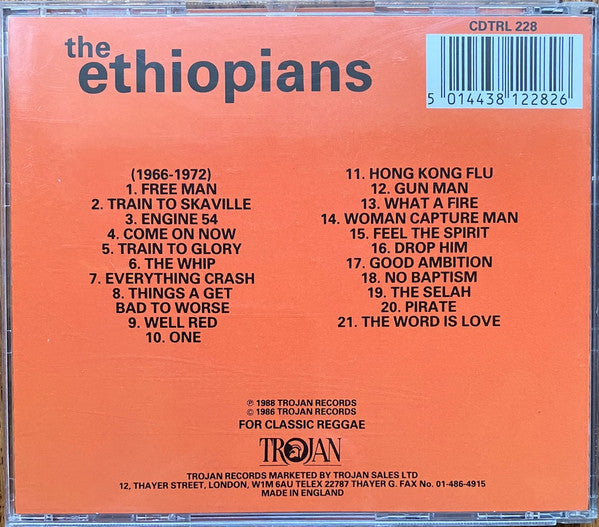 the
ethiopians
CDTRL 228
5 014438 122826
(1966-1972)
1. FREE MAN
2. TRAIN TO SKAVILLE
3. ENGINE 54
4. COME ON NOW
5. TRAIN TO GLORY
6. THE WHIP
7. EVERYTHING CRASH
8. THINGS A GET
BAD TO WORSE
9. WELL RED
10. ONE
11. HONG KONG FLU
12. GUN MAN
13. WHAT A FIRE
14. WOMAN CAPTURE MAN
15. FEEL THE SPIRIT
16. DROP HIM
17. GOOD AMBITION
18. NO BAPTISM
19. THE SELAH
20. PIRATE
21. THE WORD IS LOVE
℗ 1988 TROJAN RECORDS
© 1986 TROJAN RECORDS
FOR CLASSIC REGGAE
TROJAN
TROJAN RECORDS MARKETED BY TROJAN SALES LTD
12, THAYER STREET, LONDON, W1M 6AU TELEX 22787 THAYER G. FAX No. 01-486-4915
MADE IN ENGLAND